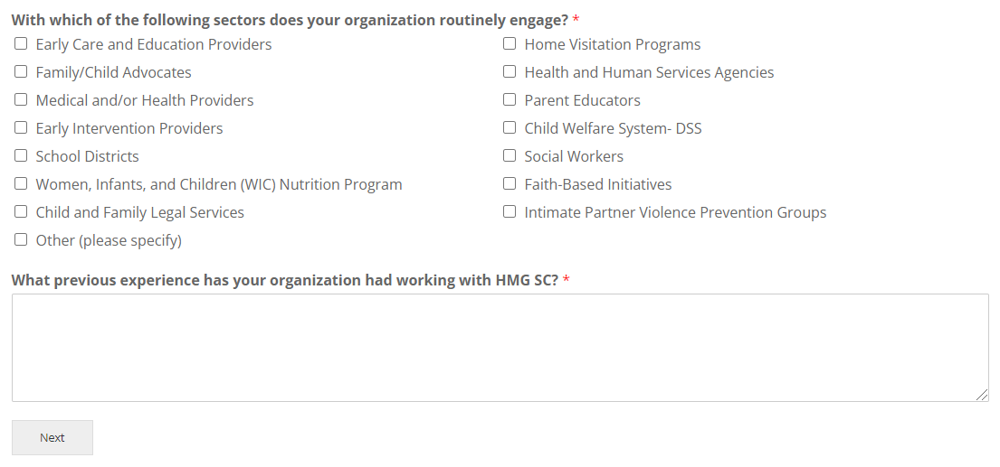 With which of the following sectors does your organization routinely engage? *
Early Care and Education Providers
Home Visitation Programs
Family/Child Advocates
Health and Human Services Agencies
Medical and/or Health Providers
Parent Educators
Early Intervention Providers
Child Welfare System- DSS
School Districts
Social Workers
Women, Infants, and Children (WIC) Nutrition Program
Faith-Based Initiatives
Child and Family Legal Services
Intimate Partner Violence Prevention Groups
Other (please specify)
What previous experience has your organization had working with HMG SC? *
Next